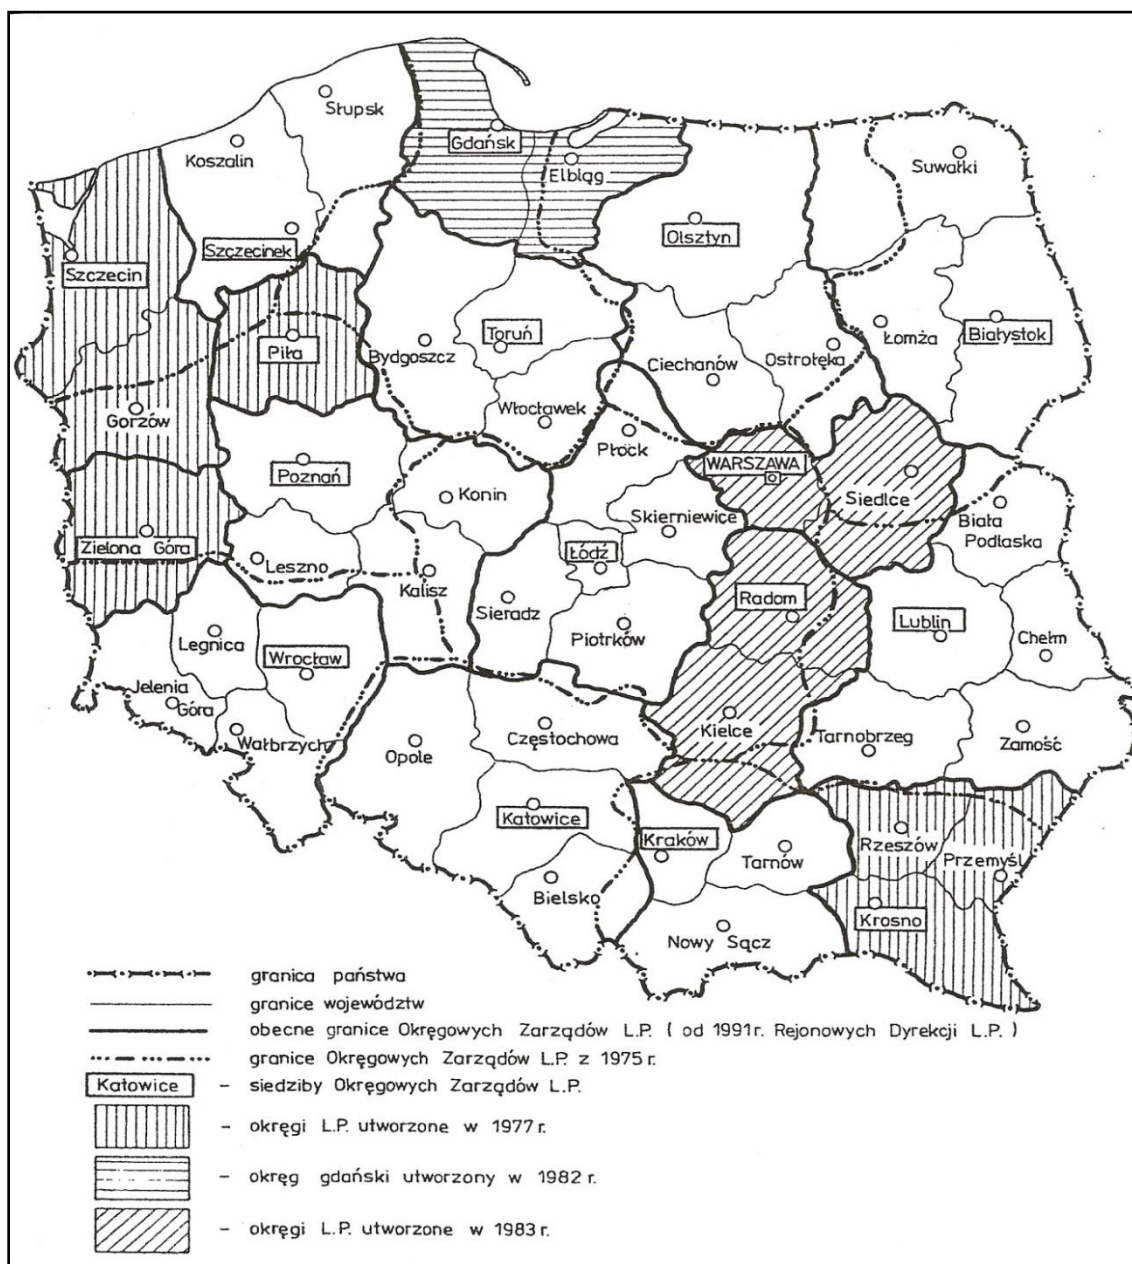 Słupsk
Gdańsk
Koszalin
Elbląg
Suwałki
Szczecinek
Olsztyn
Szczecin
Piła
Bydgoszcz
Toruń
Ciechanów
Ostrołęka
Łomża
Białystok
Gorzów
Włocławek
Płock
WARSZAWA
Poznań
Konin
Skierniewice
Siedlce
Biała
Podlaska
Zielona Góra
Leszno
Kalisz
Łódź
Sieradz
Radom
Lublin
Chełm
Legnica
Wrocław
Piotrków
Jelenia
Góra
Wałbrzych
Opole
Częstochowa
Kielce
Tarnobrzeg
Zamość
Katowice
Kraków
Tarnów
Rzeszów
Przemyśl
Bielsko
Krosno
Nowy Sącz
granica państwa
granice województw
obecne granice Okręgowych Zarządów L.P. ( od 1991 r. Rejonowych Dyrekcji L.P. )
granice Okręgowych Zarządów L.P. z 1975 r.
Katowice – siedziby Okręgowych Zarządów L.P.
– okręgi L.P. utworzone w 1977 r.
– okręg gdański utworzony w 1982 r.
– okręgi L.P. utworzone w 1983 r.